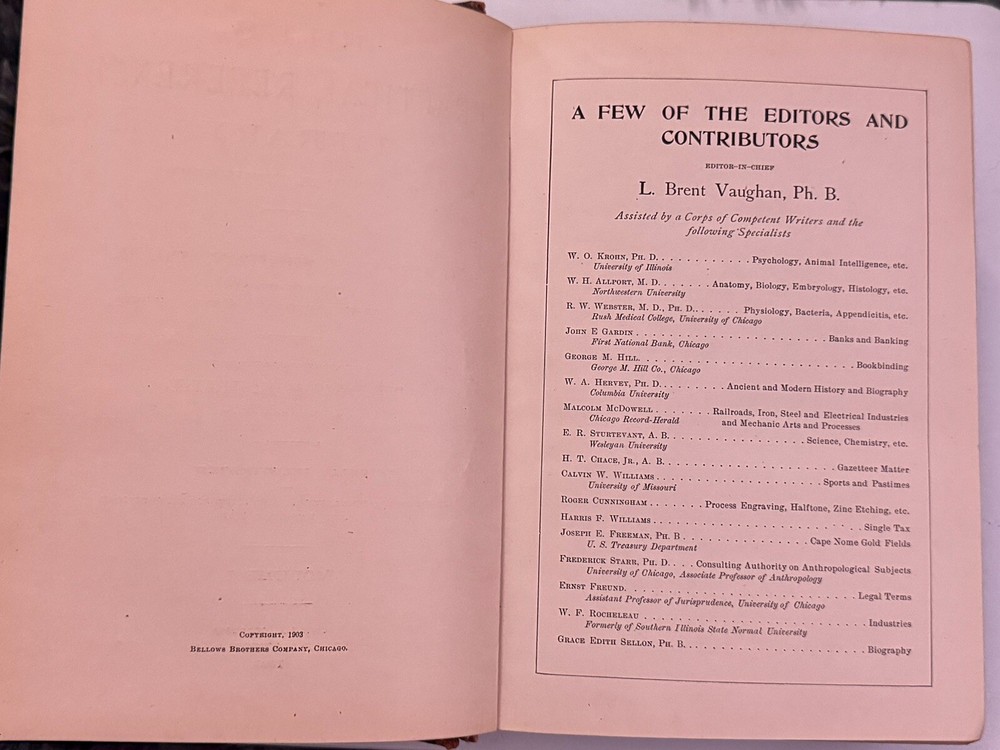 COPYRIGHT, 1903
BELLOWS BROTHERS COMPANY, CHICAGO.
A FEW OF THE EDITORS AND
CONTRIBUTORS
EDITOR-IN-CHIEF
L. Brent Vaughan, Ph. B.
Assisted by a Corps of Competent Writers and the
following Specialists
W. O. KROHN, PH. D. . . . . . . . . . . . Psychology, Animal Intelligence, etc.
University of Illinois
W. H. ALLPORT, M. D. . . . . . . Anatomy, Biology, Embryology, Histology, etc.
Northwestern University
R. W. WEBSTER, M. D., PH. D. . . . . . . Physiology, Bacteria, Appendicitis, etc.
Rush Medical College, University of Chicago
JOHN E GARDIN . . . . . . . . . . . . . . . . . . . . . . . Banks and Banking
First National Bank, Chicago
GEORGE M. HILL. . . . . . . . . . . . . . . . . . . . . . . . . . Bookbinding
George M. Hill Co., Chicago
W. A. HERVEY, PH. D. . . . . . . . . Ancient and Modern History and Biography
Columbia University
MALCOLM MCDOWELL . . . . . . . Railroads, Iron, Steel and Electrical Industries
Chicago Record-Herald and Mechanic Arts and Processes
E. R. STURTEVANT, A. B. . . . . . . . . . . . . . . . . . Science, Chemistry, etc.
Wesleyan University
H. T. CHACE, JR., A. B. . . . . . . . . . . . . . . . . . . . . . Gazetteer Matter
CALVIN W. WILLIAMS . . . . . . . . . . . . . . . . . . . . Sports and Pastimes
University of Missouri
ROGER CUNNINGHAM . . . . . . . Process Engraving, Halftone, Zinc Etching, etc.
HARRIS F. WILLIAMS . . . . . . . . . . . . . . . . . . . . . . . . . Single Tax
JOSEPH E. FREEMAN, PH. B . . . . . . . . . . . . . . . Cape Nome Gold Fields
U. S. Treasury Department
FREDERICK STARR, PH. D. . . . Consulting Authority on Anthropological Subjects
University of Chicago, Associate Professor of Anthropology
ERNST FREUND. . . . . . . . . . . . . . . . . . . . . . . . . . . Legal Terms
Assistant Professor of Jurisprudence, University of Chicago
W. F. ROCHELEAU . . . . . . . . . . . . . . . . . . . . . . . . . . Industries
Formerly of Southern Illinois State Normal University
GRACE EDITH SELLON, PH. B. . . . . . . . . . . . . . . . . . . . . . Biography